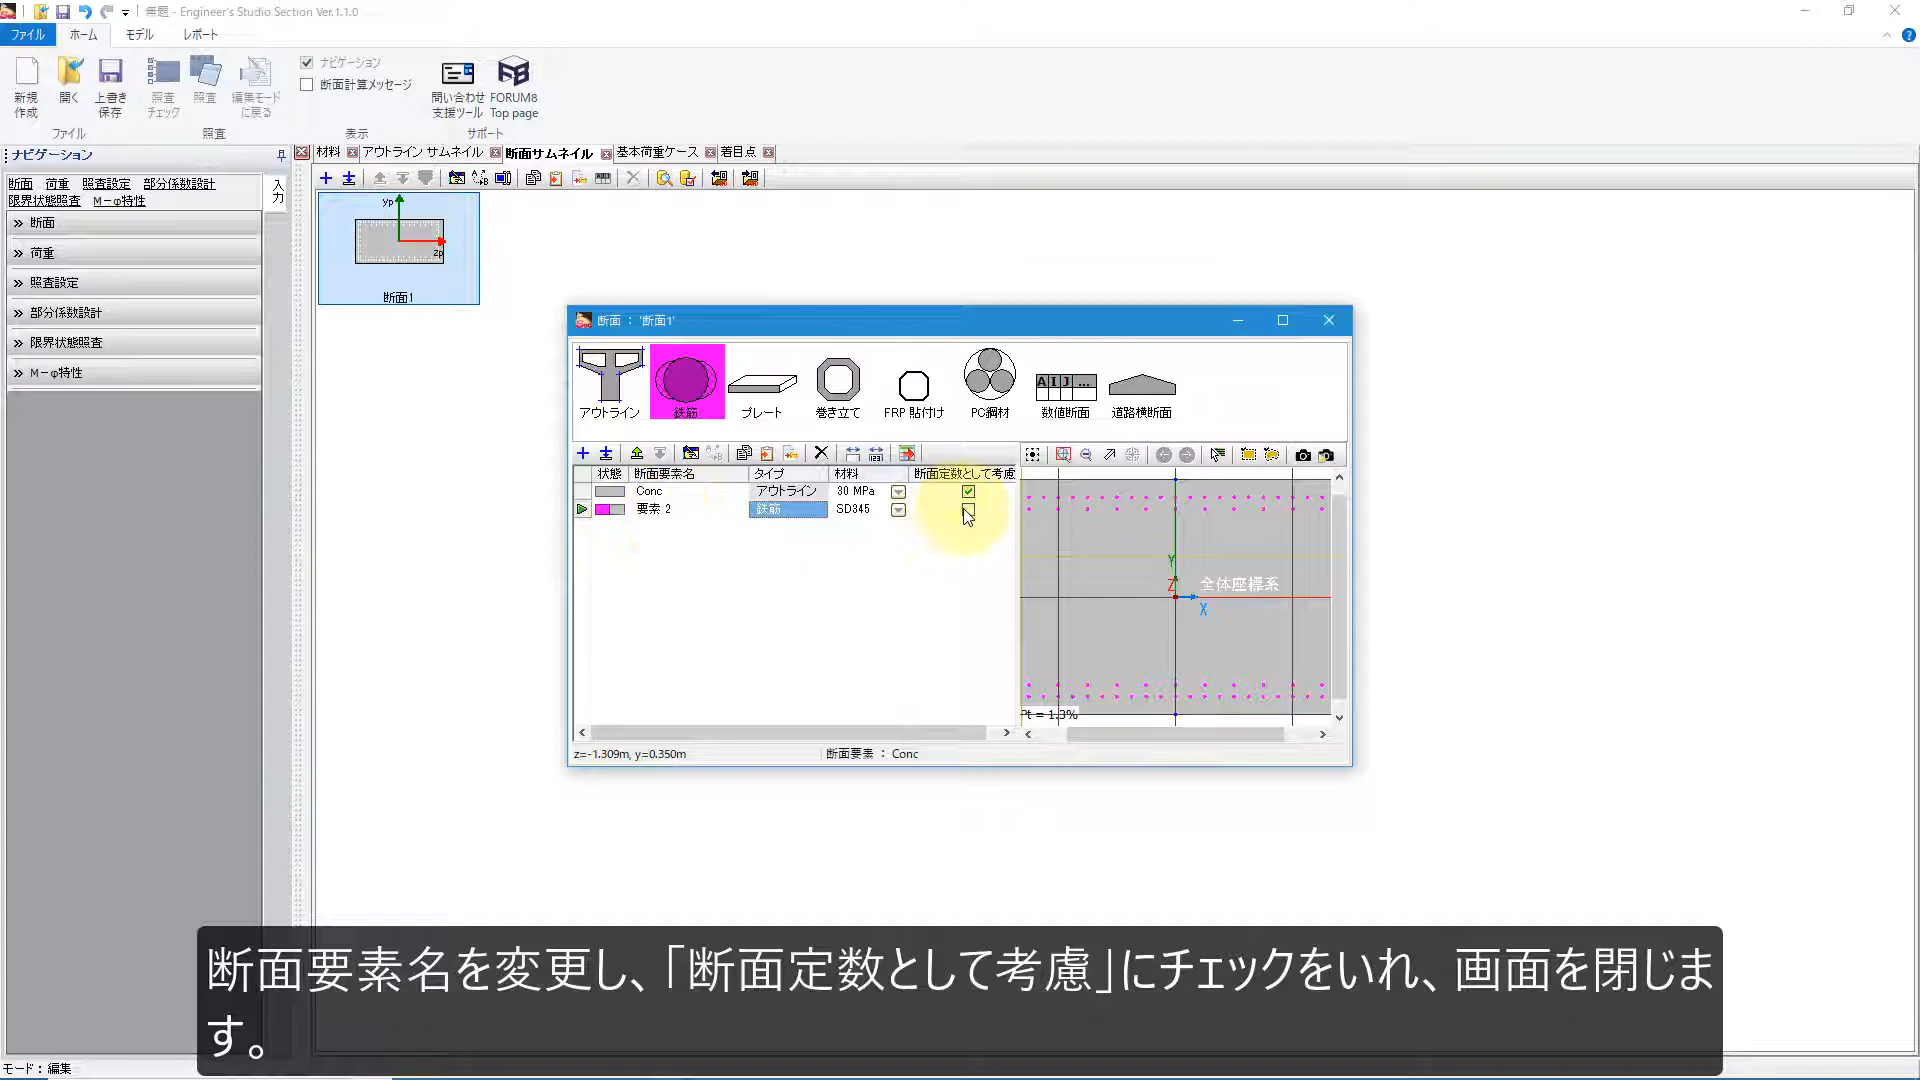 無題 - Engineer's Studio Section Ver.1.1.0
ファイル ホーム モデル レポート
新規作成 開く 上書き保存 照査チェック 照査 編集モードに戻る
ナビゲーション
断面計算メッセージ
問い合わせ支援ツール FORUM8 Top page
ファイル 照査 表示 サポート
ナビゲーション
材料 アウトライン サムネイル 断面サムネイル 基本荷重ケース 着目点
断面 荷重 照査設定 部分係数設計
限界状態照査 M-φ特性
入力
断面
荷重
照査設定
部分係数設計
限界状態照査
M-φ特性
yp
zp
断面1
断面 : '断面1'
アウトライン 鉄筋 プレート 巻き立て FRP 貼付け PC鋼材 数値断面 道路横断面
A I J ...
状態 断面要素名 タイプ 材料 断面定数として考慮
Conc アウトライン 30 MPa
要素 2 鉄筋 SD345
Y
Z 全体座標系
X
Pt = 1.3%
z=-1.309m, y=0.350m 断面要素 : Conc
断面要素名を変更し、「断面定数として考慮」にチェックをいれ、画面を閉じま
す。
モード : 編集